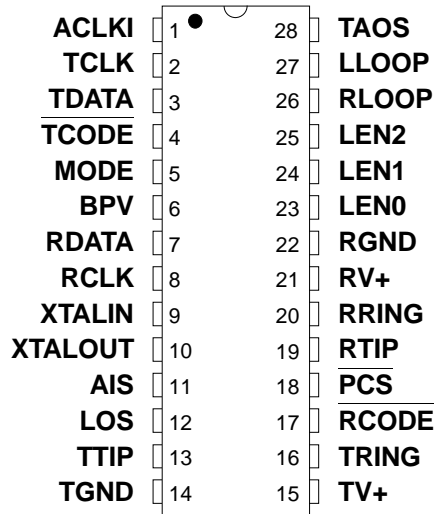 ACLKI 1 28 TAOS
TCLK 2 27 LLOOP
TDATA 3 26 RLOOP
TCODE 4 25 LEN2
MODE 5 24 LEN1
BPV 6 23 LEN0
RDATA 7 22 RGND
RCLK 8 21 RV+
XTALIN 9 20 RRING
XTALOUT 10 19 RTIP
AIS 11 18 PCS
LOS 12 17 RCODE
TTIP 13 16 TRING
TGND 14 15 TV+